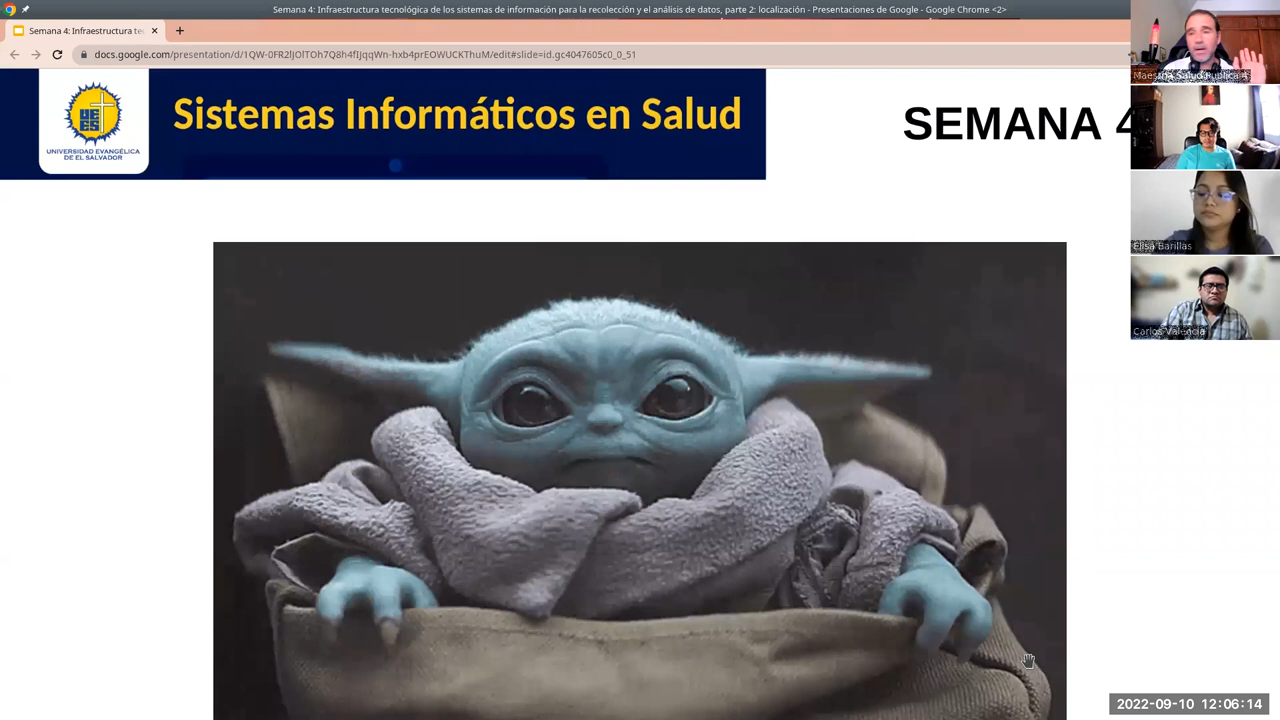 Semana 4: Infraestructura tecnológica de los sistemas de información para la recolección y el análisis de datos, parte 2: localización - Presentaciones de Google - Google Chrome <2>
Semana 4: Infraestructura te
docs.google.com/presentation/d/1QW-0FR2ljOlTOh7Q8h4fIJqqWn-hxb4prEOWUCKThuM/edit#slide=id.gc4047605c0_0_51
UEES
UNIVERSIDAD EVANGÉLICA
DE EL SALVADOR
Sistemas Informáticos en Salud
SEMANA 4
Maestría Salud Publica 4
Elisa Barillas
Carlos Valencia
2022-09-10 12:06:14